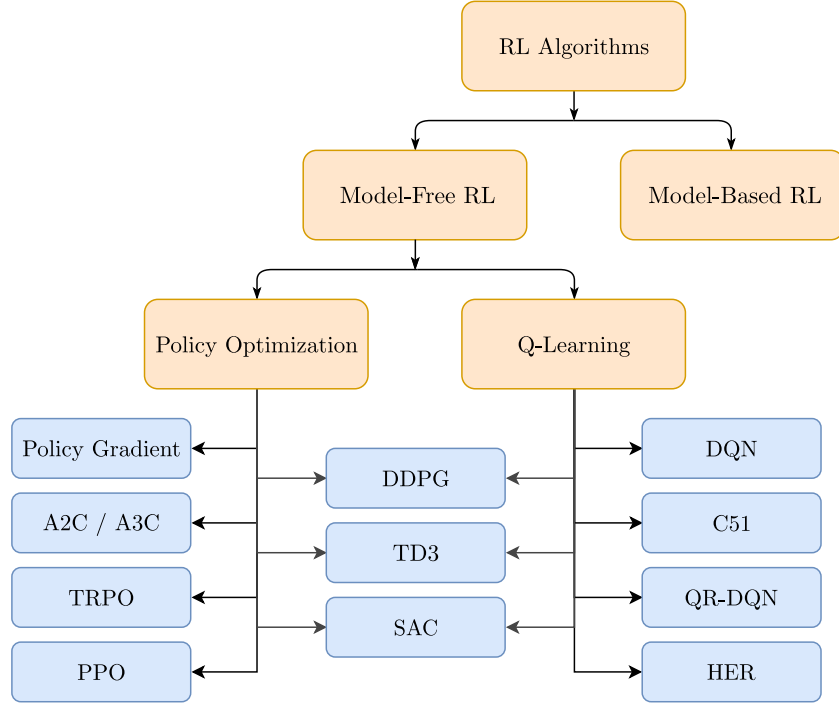 RL Algorithms
Model-Free RL
Model-Based RL
Policy Optimization
Q-Learning
Policy Gradient
DQN
DDPG
A2C / A3C
C51
TD3
TRPO
QR-DQN
SAC
PPO
HER